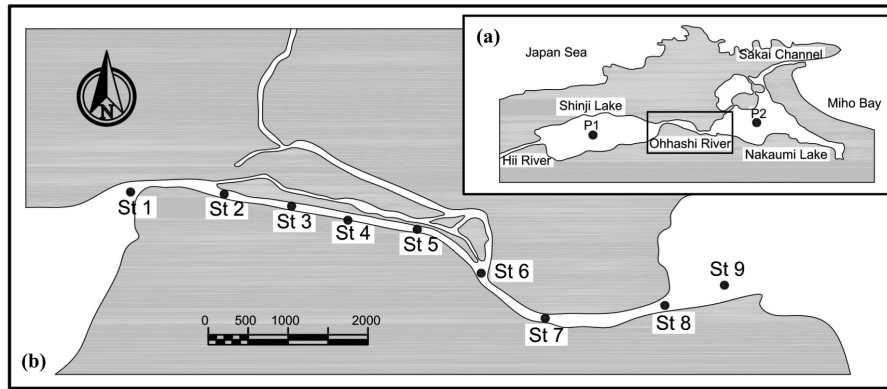 (a)
Japan Sea
Sakai Channel
Miho Bay
Shinji Lake
P1
P2
Ohhashi River
Hii River
Nakaumi Lake
N
St 1
St 2
St 3
St 4
St 5
St 6
St 7
St 8
St 9
0 500 1000 2000
(b)